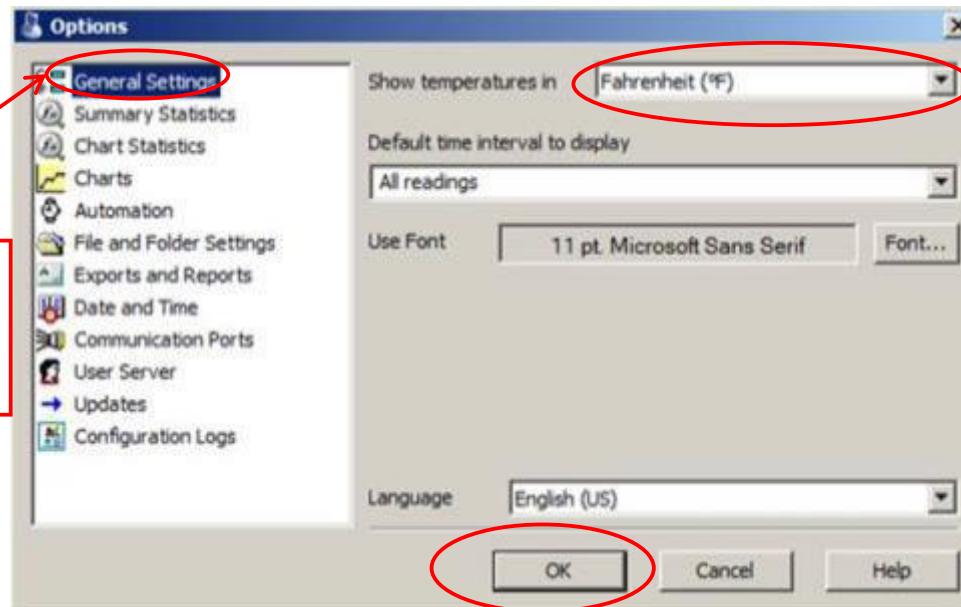 Options
General Settings
Summary Statistics
Chart Statistics
Charts
Automation
File and Folder Settings
Exports and Reports
Date and Time
Communication Ports
User Server
Updates
Configuration Logs
Show temperatures in Fahrenheit (ºF)
Default time interval to display
All readings
Use Font 11 pt. Microsoft Sans Serif Font...
Language English (US)
OK Cancel Help